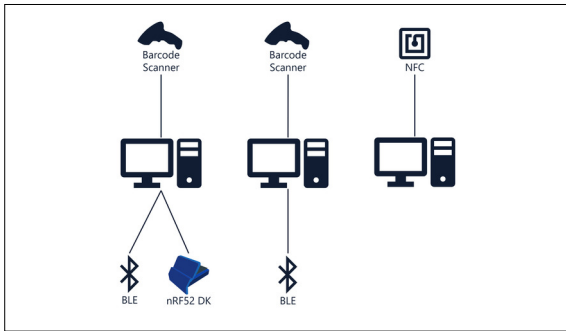 Barcode
Scanner
Barcode
Scanner
NFC
BLE
nRF52 DK
BLE